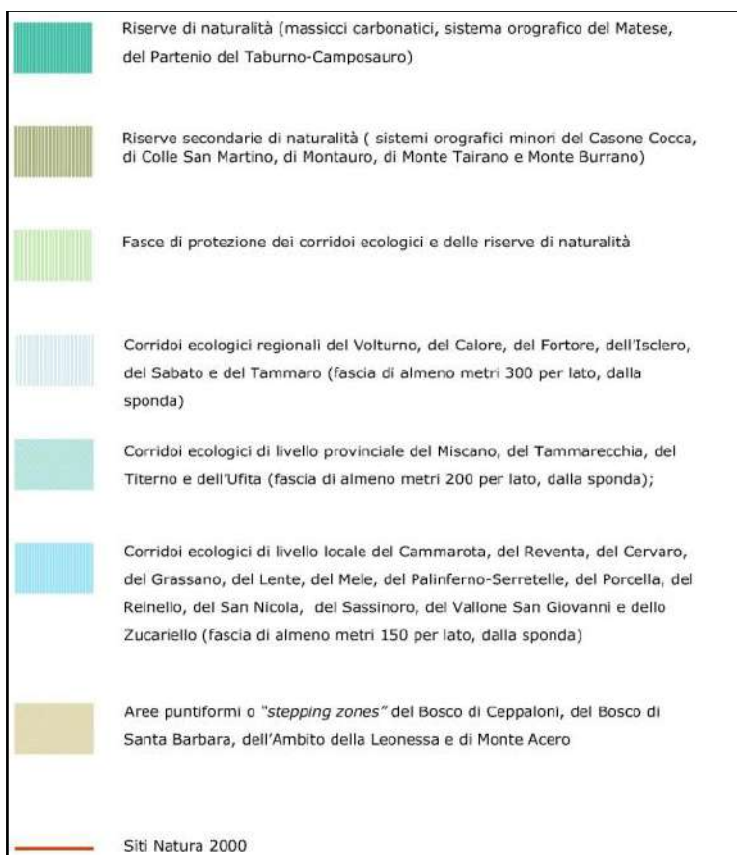 Riserve di naturalità (massicci carbonatici, sistema orografico del Matese,
del Partenio del Taburno-Camposauro)
Riserve secondarie di naturalità ( sistemi orografici minori del Casone Cocca,
di Colle San Martino, di Montauro, di Monte Tairano e Monte Burrano)
Fasce di protezione dei corridoi ecologici e delle riserve di naturalità
Corridoi ecologici regionali del Volturno, del Calore, del Fortore, dell'Isclero,
del Sabato e del Tammaro (fascia di almeno metri 300 per lato, dalla
sponda)
Corridoi ecologici di livello provinciale del Miscano, del Tammarecchia, del
Titerno e dell'Ufita (fascia di almeno metri 200 per lato, dalla sponda);
Corridoi ecologici di livello locale del Cammarota, del Reventa, del Cervaro,
del Grassano, del Lente, del Mele, del Palinferno-Serretelle, del Porcella, del
Reinello, del San Nicola, del Sassinoro, del Vallone San Giovanni e dello
Zucariello (fascia di almeno metri 150 per lato, dalla sponda)
Aree puntiformi o "stepping zones" del Bosco di Ceppaloni, del Bosco di
Santa Barbara, dell'Ambito della Leonessa e di Monte Acero
Siti Natura 2000